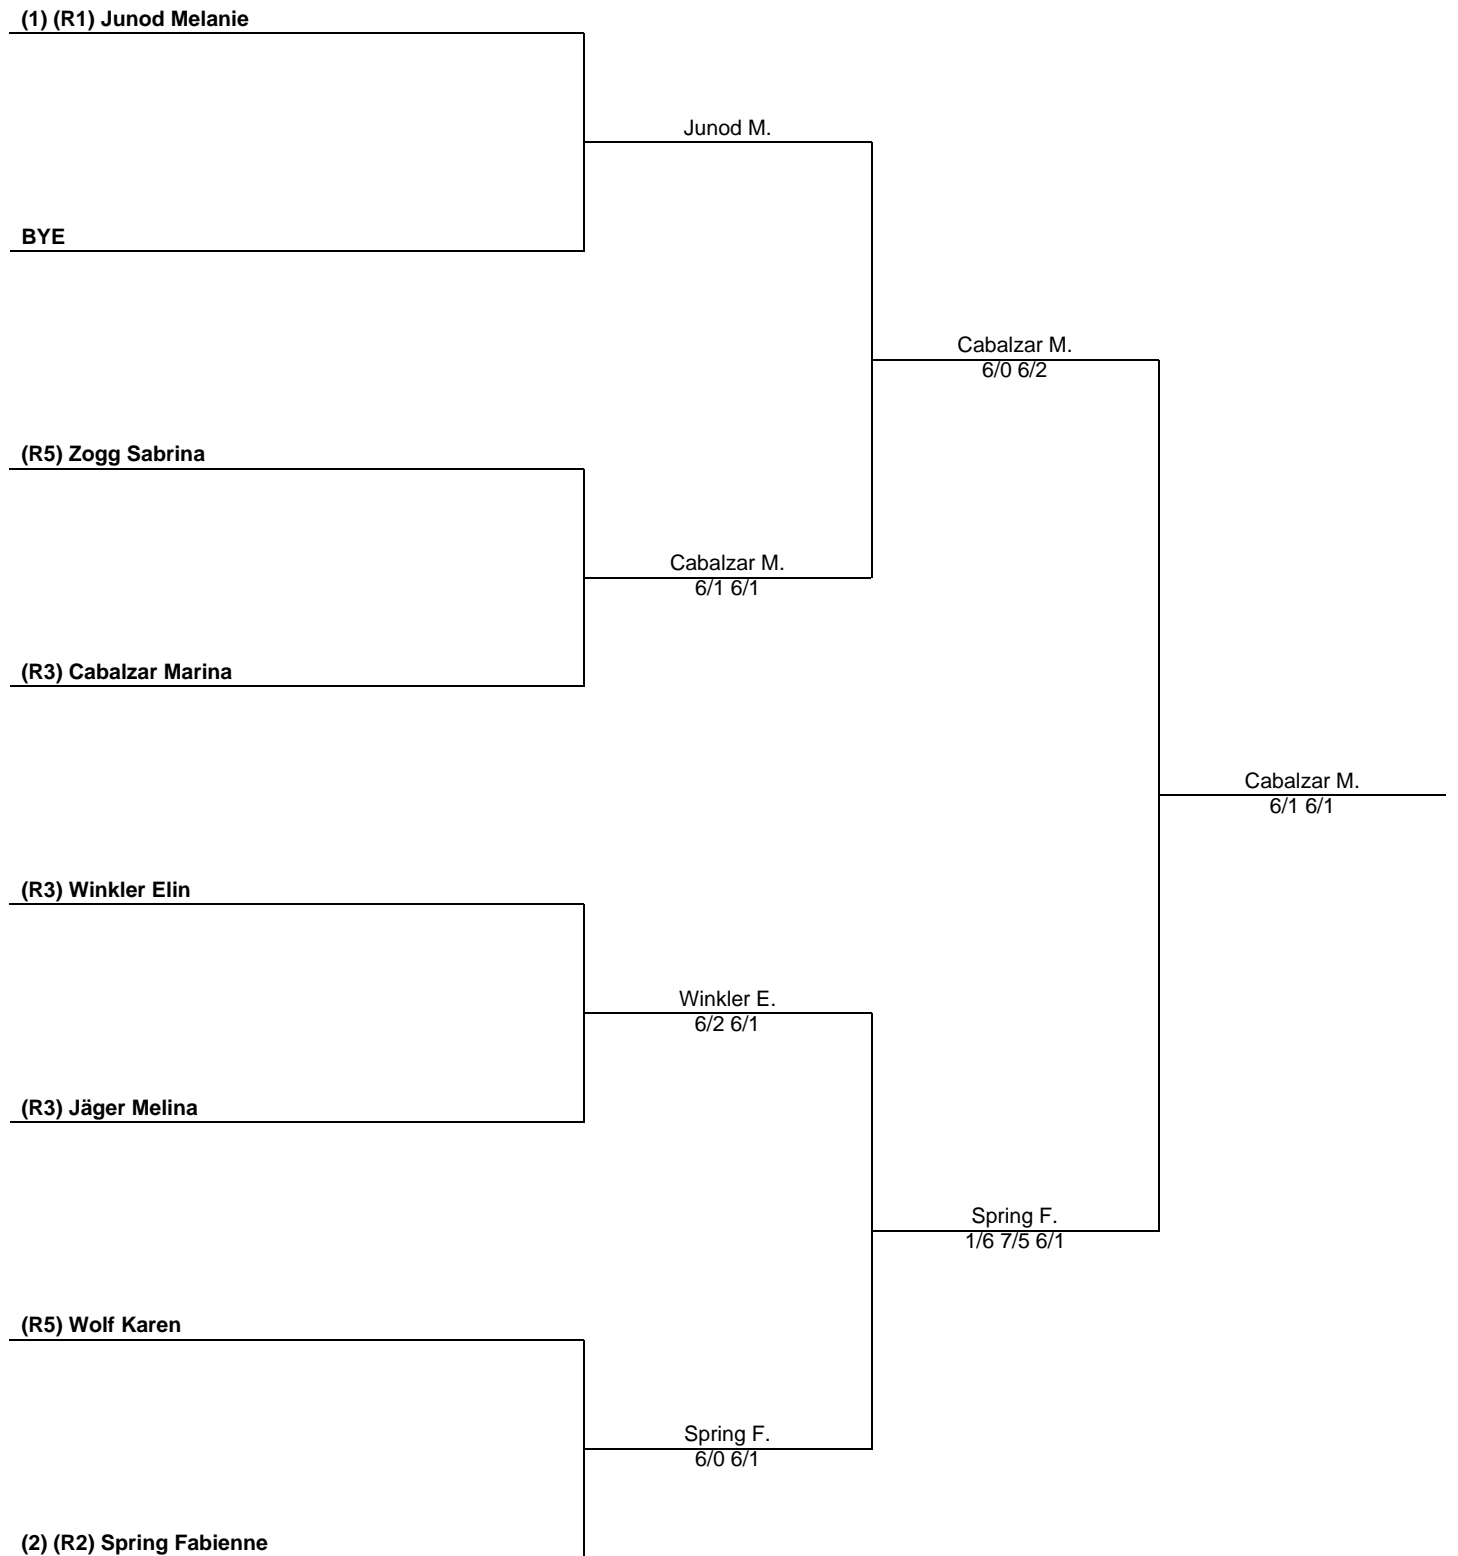 (1) (R1) Junod Melanie
Junod M.
BYE
Cabalzar M.
6/0 6/2
(R5) Zogg Sabrina
Cabalzar M.
6/1 6/1
(R3) Cabalzar Marina
Cabalzar M.
6/1 6/1
(R3) Winkler Elin
Winkler E.
6/2 6/1
(R3) Jäger Melina
Spring F.
1/6 7/5 6/1
(R5) Wolf Karen
Spring F.
6/0 6/1
(2) (R2) Spring Fabienne